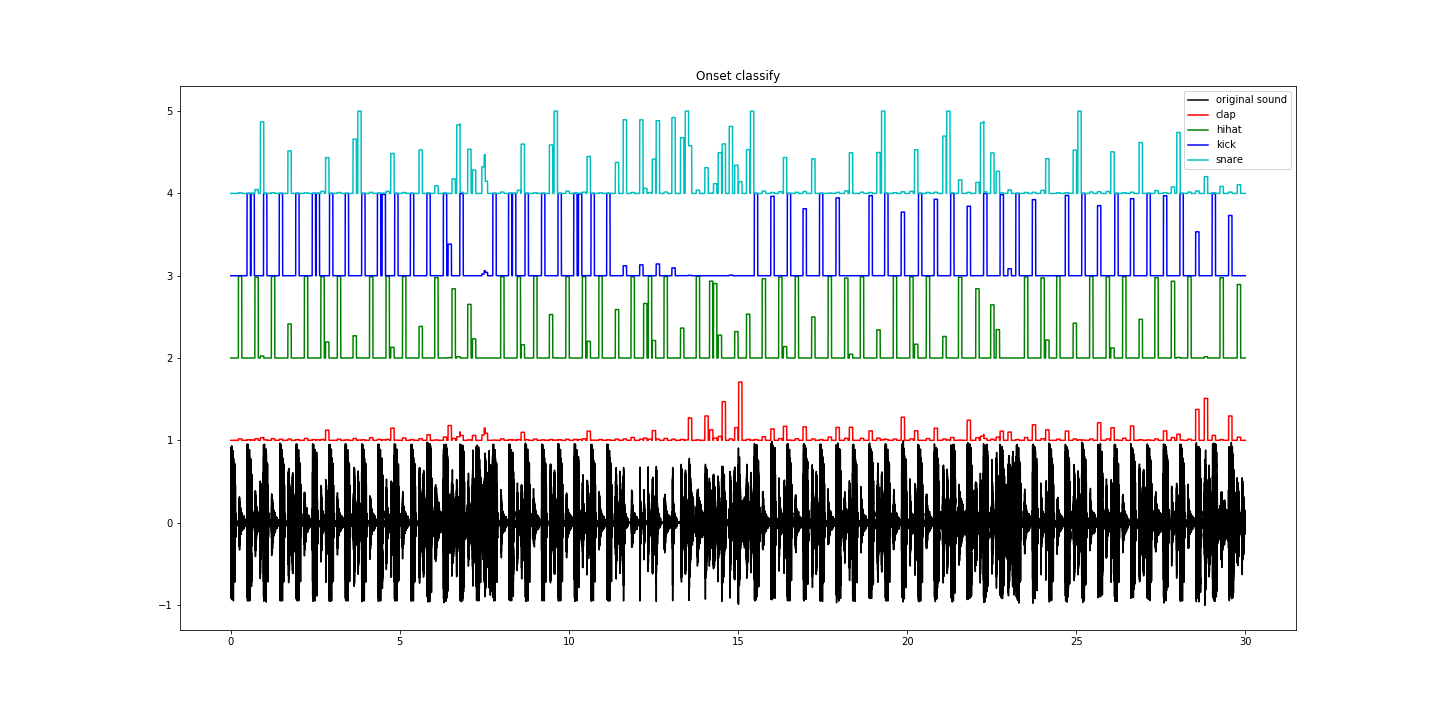 Onset classify
original sound
clap
hihat
kick
snare
5
4
3
2
1
0
−1
0 5 10 15 20 25 30